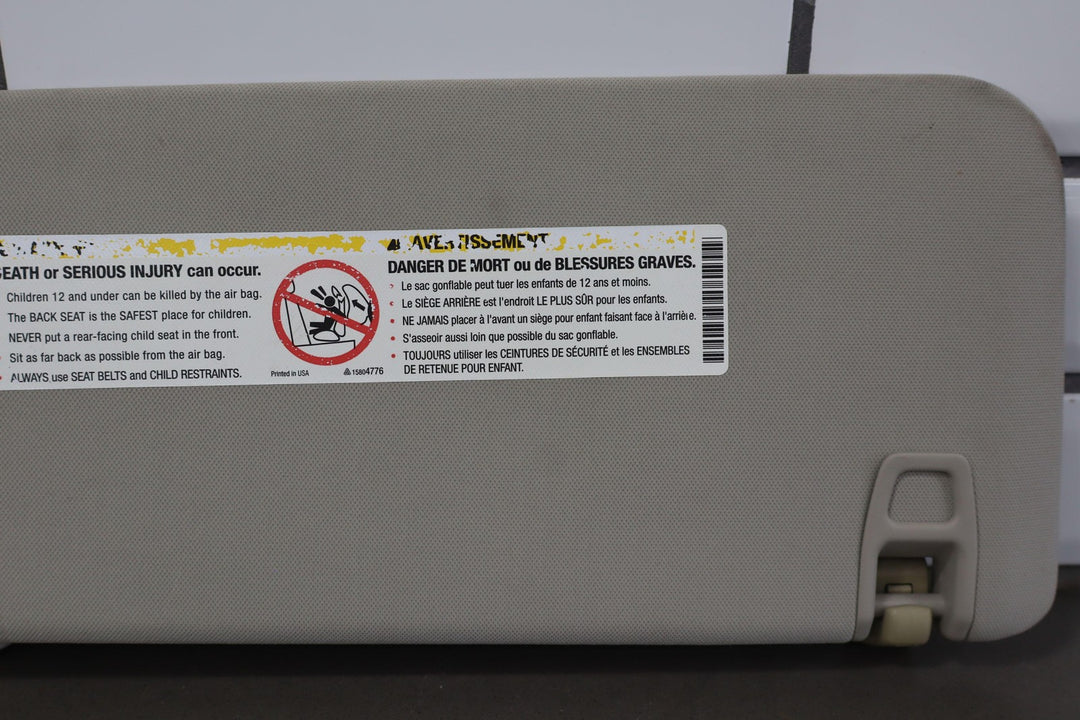 DEATH or SERIOUS INJURY can occur.
Children 12 and under can be killed by the air bag.
The BACK SEAT is the SAFEST place for children.
NEVER put a rear-facing child seat in the front.
• Sit as far back as possible from the air bag.
• ALWAYS use SEAT BELTS and CHILD RESTRAINTS.
Printed in USA
15804776
AVERTISSEMENT
DANGER DE MORT ou de BLESSURES GRAVES.
• Le sac gonflable peut tuer les enfants de 12 ans et moins.
• Le SIÈGE ARRIÈRE est l'endroit LE PLUS SÛR pour les enfants.
• NE JAMAIS placer à l'avant un siège pour enfant faisant face à l'arrière.
• S'asseoir aussi loin que possible du sac gonflable.
• TOUJOURS utiliser les CEINTURES DE SÉCURITÉ et les ENSEMBLES
DE RETENUE POUR ENFANT.